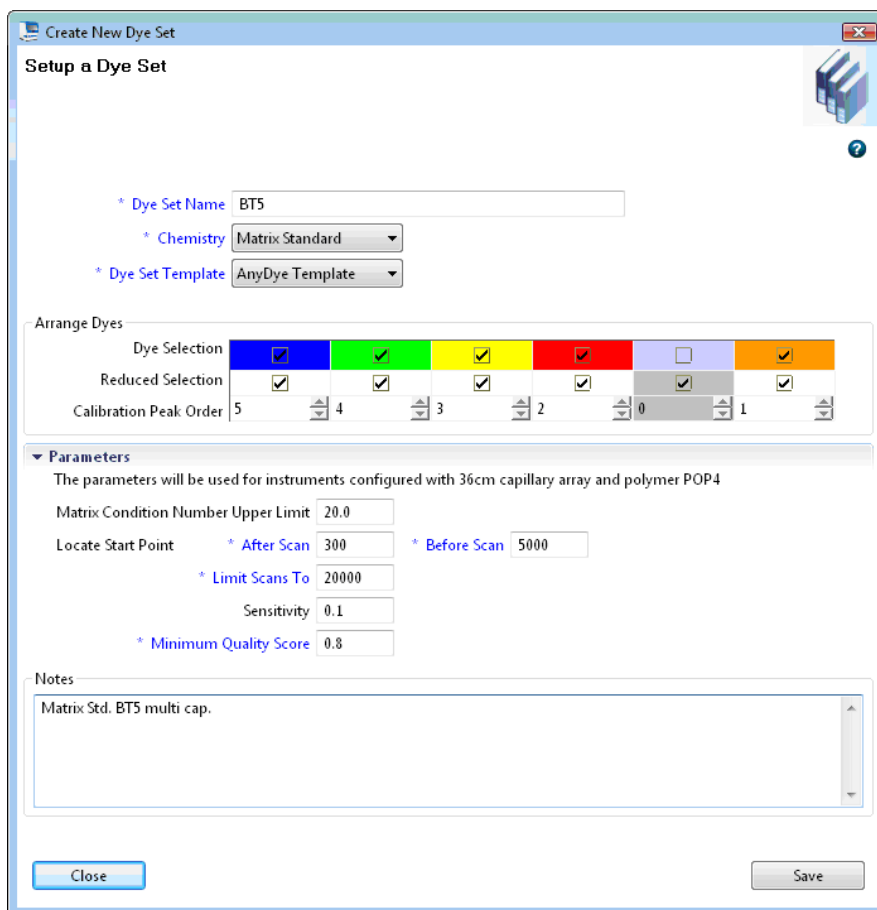 Create New Dye Set
Setup a Dye Set
?
* Dye Set Name BT5
* Chemistry Matrix Standard
* Dye Set Template AnyDye Template
Arrange Dyes
Dye Selection
Reduced Selection
Calibration Peak Order 5 4 3 2 0 1
Parameters
The parameters will be used for instruments configured with 36cm capillary array and polymer POP4
Matrix Condition Number Upper Limit 20.0
Locate Start Point * After Scan 300 * Before Scan 5000
* Limit Scans To 20000
Sensitivity 0.1
* Minimum Quality Score 0.8
Notes
Matrix Std. BT5 multi cap.
Close Save